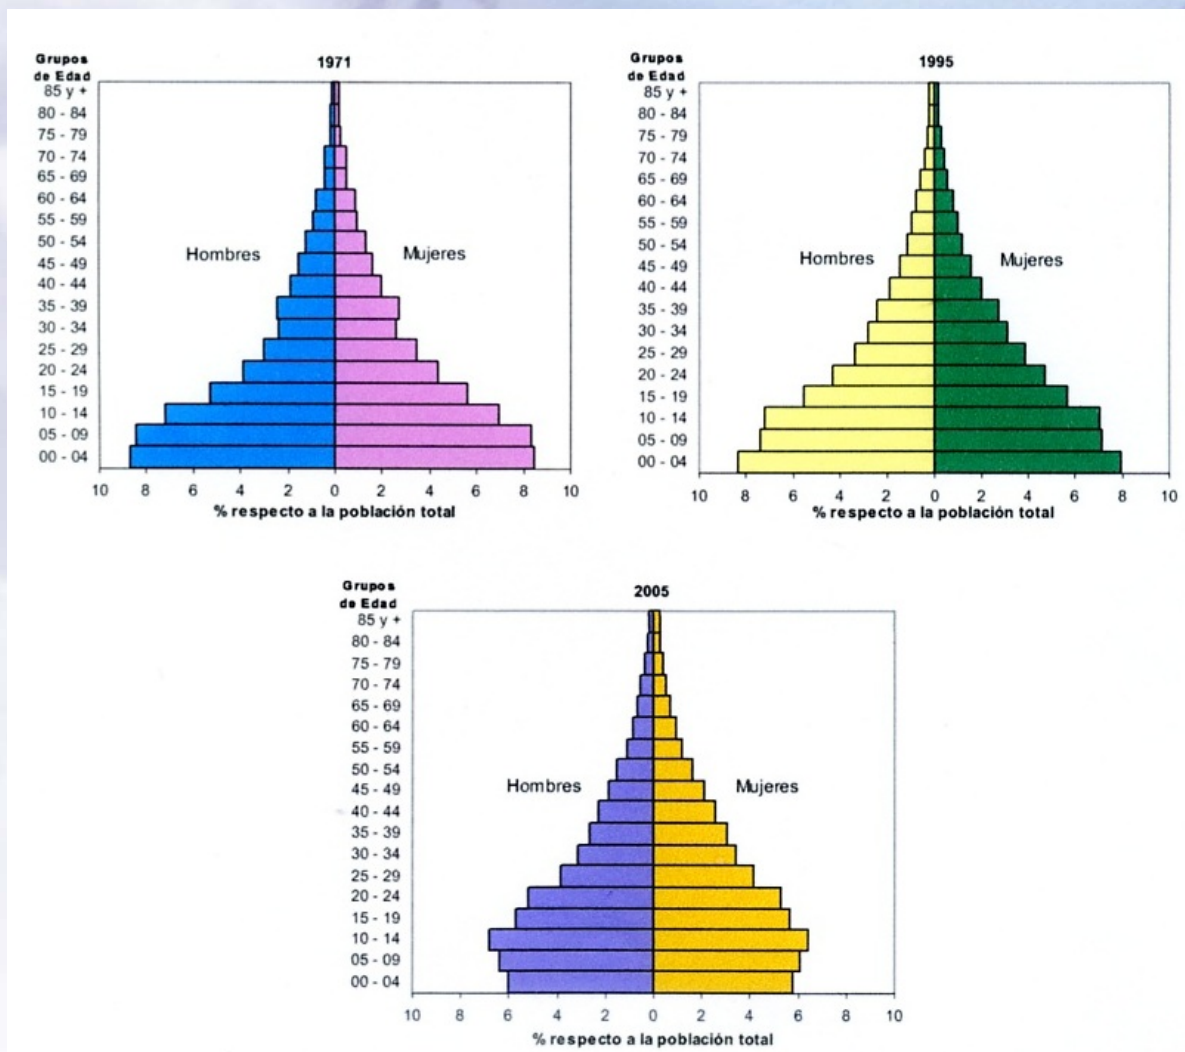 1971
Grupos
de Edad
85 y +
80 - 84
75 - 79
70 - 74
65 - 69
60 - 64
55 - 59
50 - 54
45 - 49
40 - 44
35 - 39
30 - 34
25 - 29
20 - 24
15 - 19
10 - 14
05 - 09
00 - 04
Hombres
Mujeres
10 8 6 4 2 0 2 4 6 8 10
% respecto a la población total
1995
Grupos
de Edad
85 y +
80 - 84
75 - 79
70 - 74
65 - 69
60 - 64
55 - 59
50 - 54
45 - 49
40 - 44
35 - 39
30 - 34
25 - 29
20 - 24
15 - 19
10 - 14
05 - 09
00 - 04
Hombres
Mujeres
10 8 6 4 2 0 2 4 6 8 10
% respecto a la población total
2005
Grupos
de Edad
85 y +
80 - 84
75 - 79
70 - 74
65 - 69
60 - 64
55 - 59
50 - 54
45 - 49
40 - 44
35 - 39
30 - 34
25 - 29
20 - 24
15 - 19
10 - 14
05 - 09
00 - 04
Hombres
Mujeres
10 8 6 4 2 0 2 4 6 8 10
% respecto a la población total